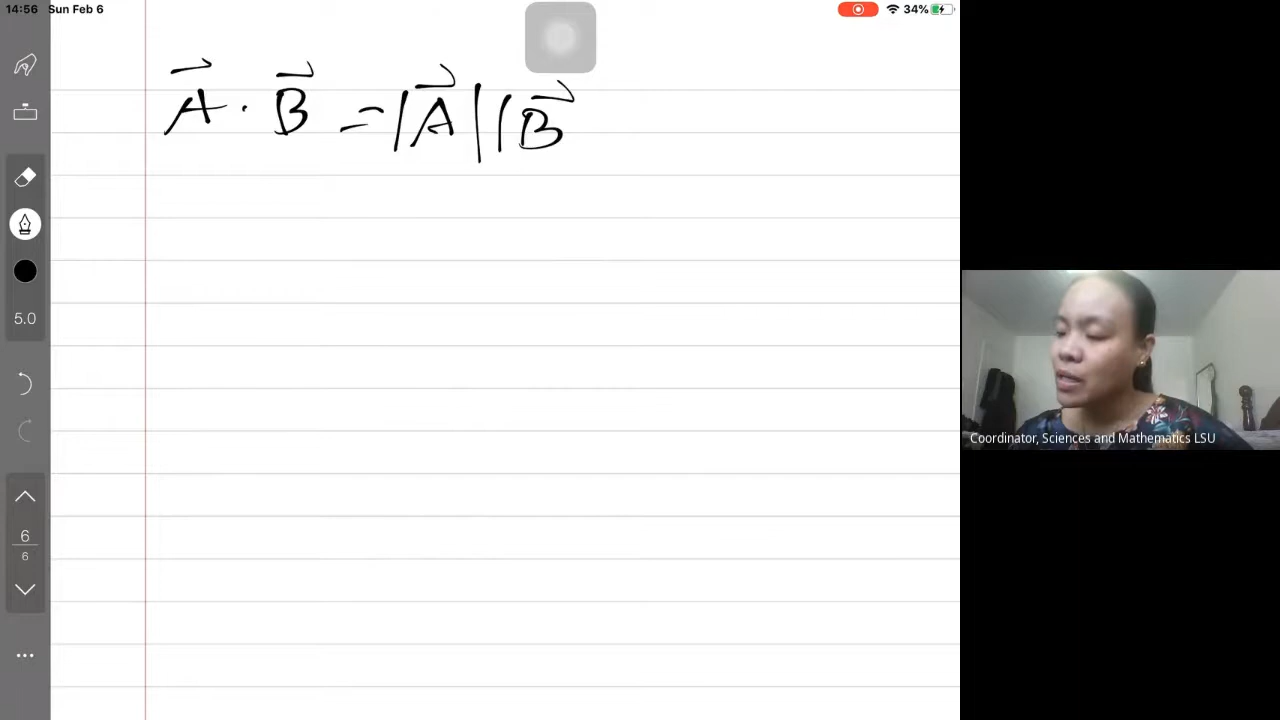 14:56 Sun Feb 6 34%
A⃗ · B⃗ = |A⃗| |B⃗
5.0
6
6
Coordinator, Sciences and Mathematics LSU